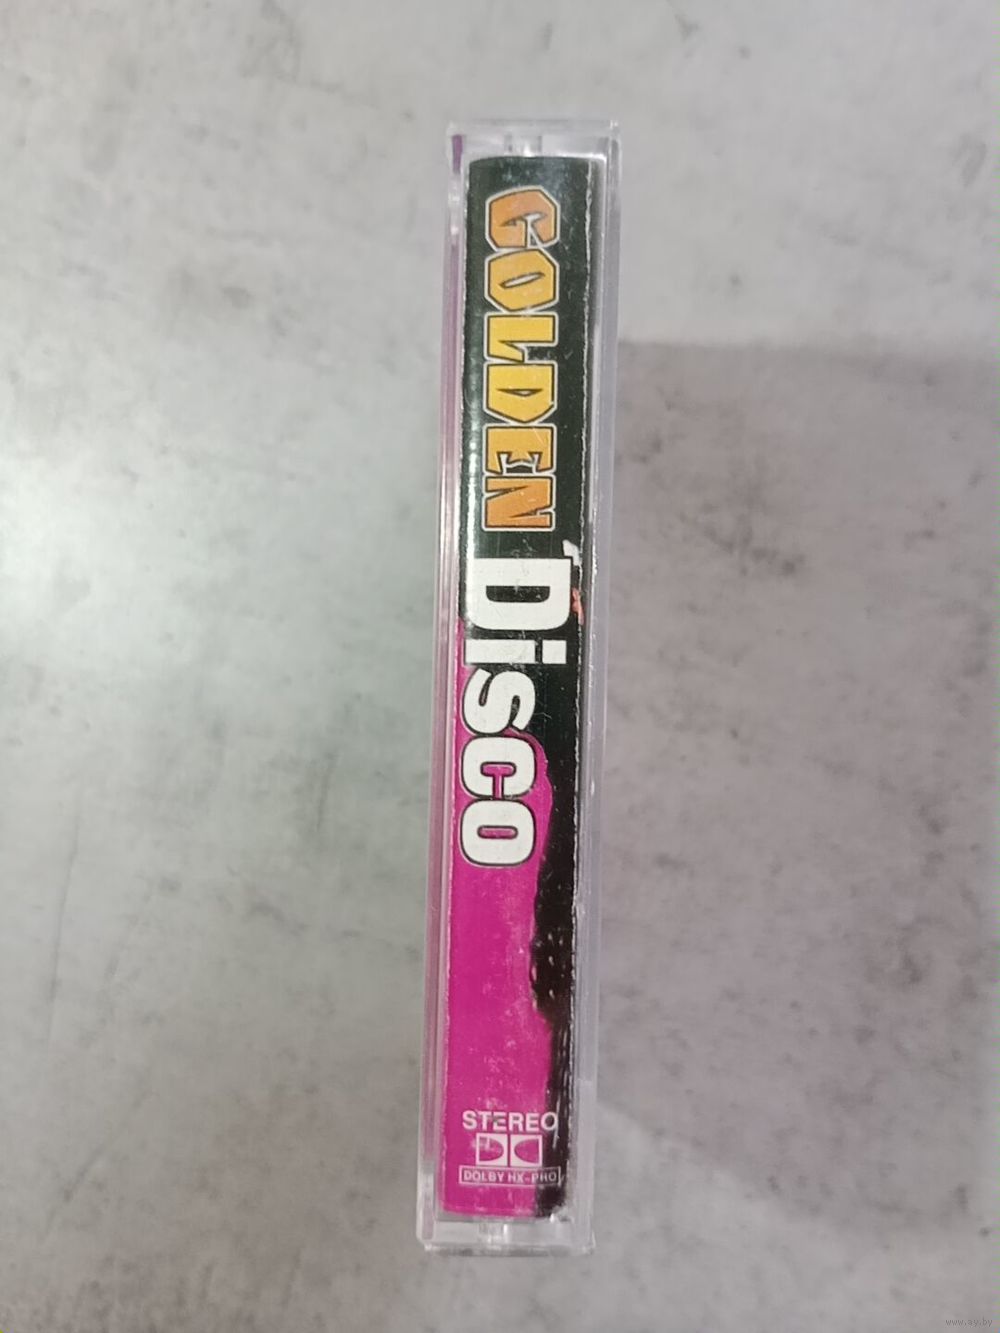 GOLDEN
Disco
STEREO
DOLBY HX-PRO
www.ay.by